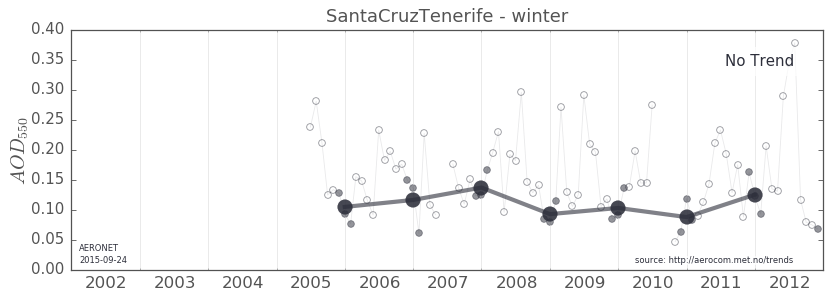 SantaCruzTenerife - winter
0.40
0.35
0.30
0.25
0.20
0.15
0.10
0.05
0.00
AOD550
No Trend
AERONET
2015-09-24
source: http://aerocom.met.no/trends
2002 2003 2004 2005 2006 2007 2008 2009 2010 2011 2012